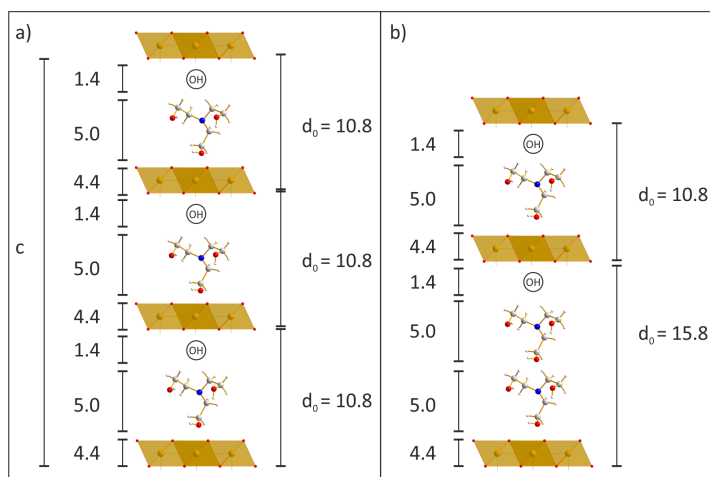 a)
OH
1.4
5.0
d₀ = 10.8
4.4
OH
1.4
c
5.0
d₀ = 10.8
4.4
OH
1.4
5.0
d₀ = 10.8
4.4
b)
OH
1.4
5.0
d₀ = 10.8
4.4
OH
1.4
5.0
d₀ = 15.8
5.0
4.4